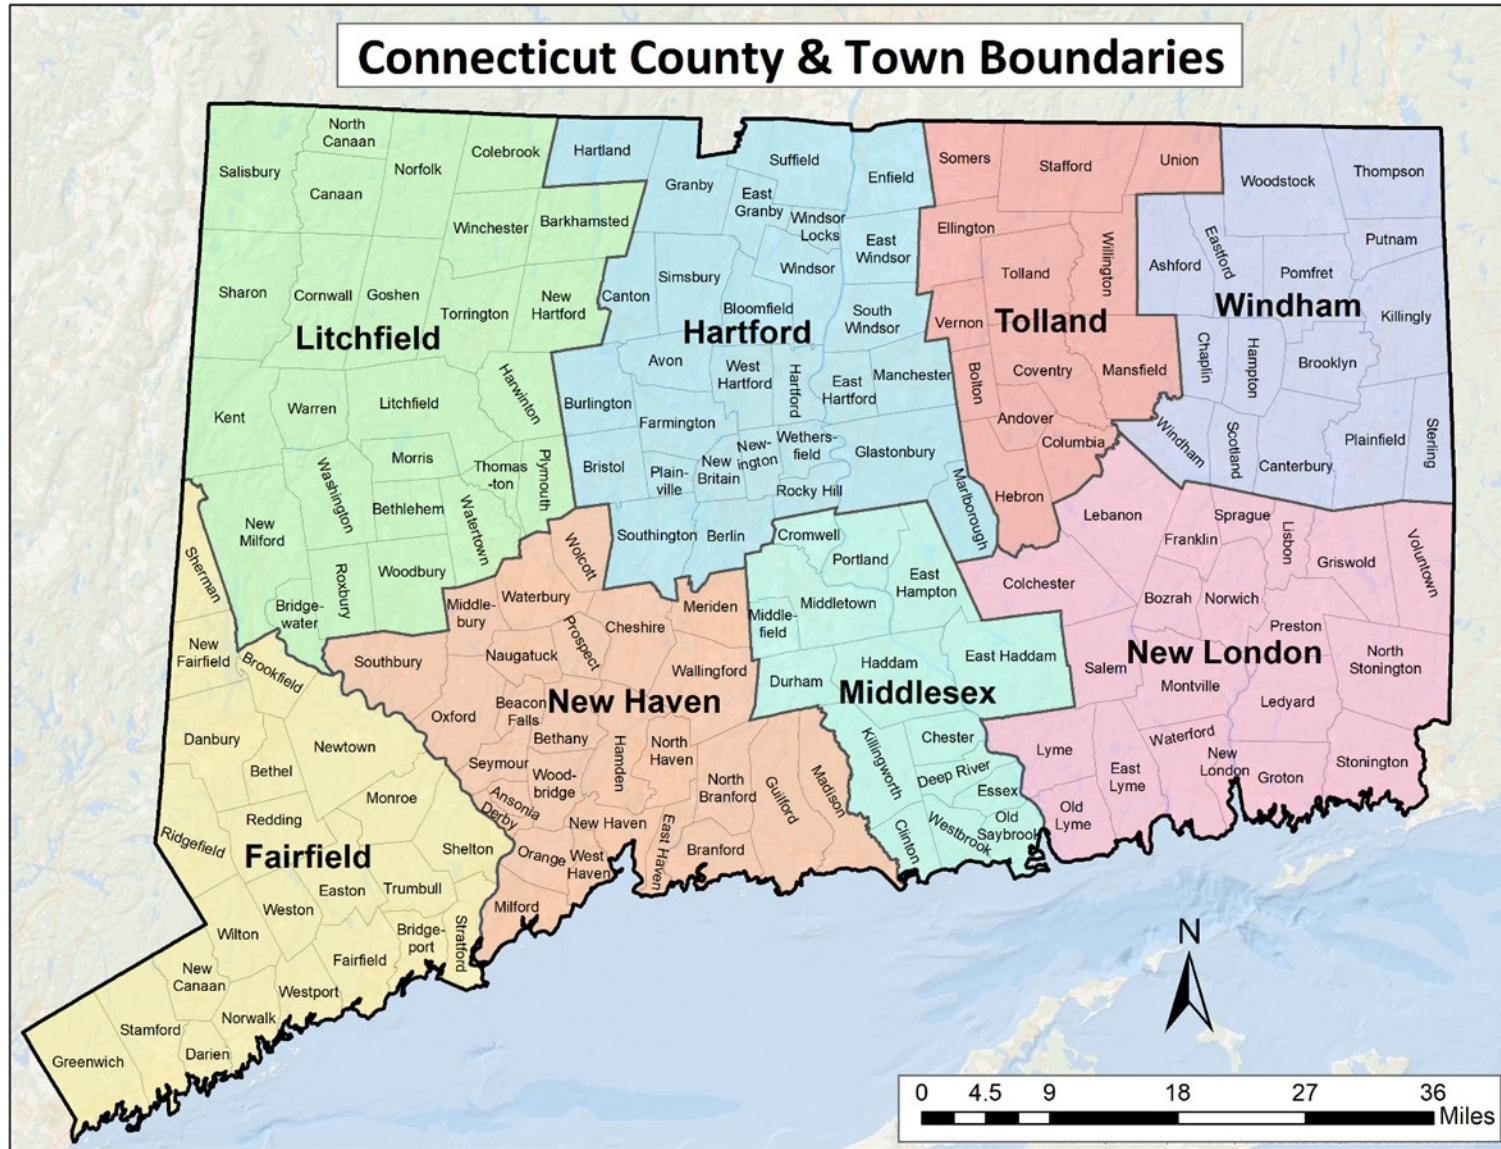 Connecticut County & Town Boundaries
Litchfield
Salisbury
North
Canaan
Canaan
Norfolk
Colebrook
Winchester
Barkhamsted
Sharon
Cornwall
Goshen
Torrington
New
Hartford
Kent
Warren
Litchfield
Harwinton
Morris
Washington
Bethlehem
Thomas
-ton
Plymouth
Watertown
New
Milford
Roxbury
Woodbury
Bridge-
water
Hartford
Hartland
Granby
Suffield
East
Granby
Enfield
Windsor
Locks
East
Windsor
Windsor
Simsbury
Canton
Bloomfield
South
Windsor
Avon
West
Hartford
Hartford
East
Hartford
Manchester
Burlington
Farmington
New-
ington
Wethers-
field
Glastonbury
Bristol
Plain-
ville
New
Britain
Rocky Hill
Marlborough
Southington
Berlin
Tolland
Somers
Stafford
Union
Ellington
Tolland
Willington
Vernon
Bolton
Coventry
Mansfield
Andover
Columbia
Hebron
Windham
Woodstock
Thompson
Ashford
Eastford
Pomfret
Putnam
Killingly
Chaplin
Hampton
Brooklyn
Windham
Scotland
Canterbury
Plainfield
Sterling
Fairfield
Sherman
New
Fairfield
Brookfield
Danbury
Newtown
Bethel
Monroe
Redding
Ridgefield
Shelton
Easton
Trumbull
Weston
Wilton
Bridge-
port
Stratford
Fairfield
New
Canaan
Westport
Norwalk
Stamford
Darien
Greenwich
New Haven
Wolcott
Waterbury
Middle-
bury
Meriden
Cheshire
Prospect
Naugatuck
Southbury
Wallingford
Oxford
Beacon
Falls
Bethany
Hamden
North
Haven
Seymour
Wood-
bridge
North
Branford
Guilford
Madison
Ansonia
Derby
New Haven
East Haven
Branford
Orange
West
Haven
Milford
Middlesex
Cromwell
Portland
East
Hampton
Middletown
Middle-
field
Haddam
East Haddam
Durham
Killingworth
Chester
Deep River
Essex
Clinton
Westbrook
Old
Saybrook
New London
Lebanon
Sprague
Franklin
Lisbon
Griswold
Voluntown
Colchester
Bozrah
Norwich
Preston
North
Stonington
Salem
Montville
Ledyard
Lyme
Waterford
East
Lyme
New
London
Groton
Stonington
Old
Lyme
N
0 4.5 9 18 27 36
Miles